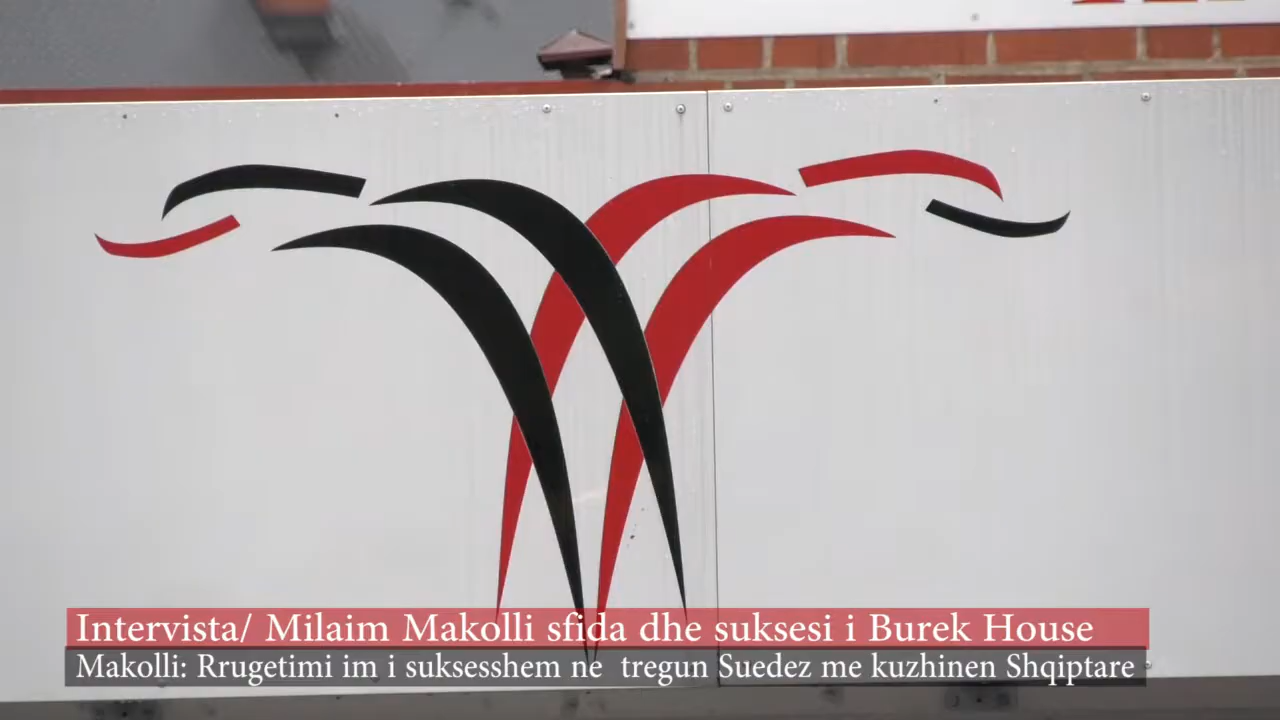 Intervista/ Milaim Makolli sfida dhe suksesi i Burek House
Makolli: Rrugetimi im i suksesshem ne tregun Suedez me kuzhinen Shqiptare